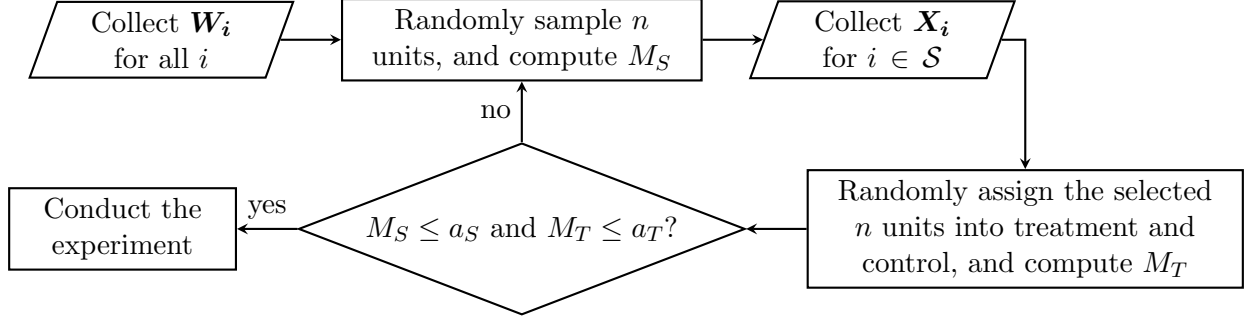 Collect W_i
for all i
Randomly sample n
units, and compute M_S
Collect X_i
for i ∈ 𝒮
Randomly assign the selected
n units into treatment and
control, and compute M_T
M_S ≤ a_S and M_T ≤ a_T?
no
yes
Conduct the
experiment